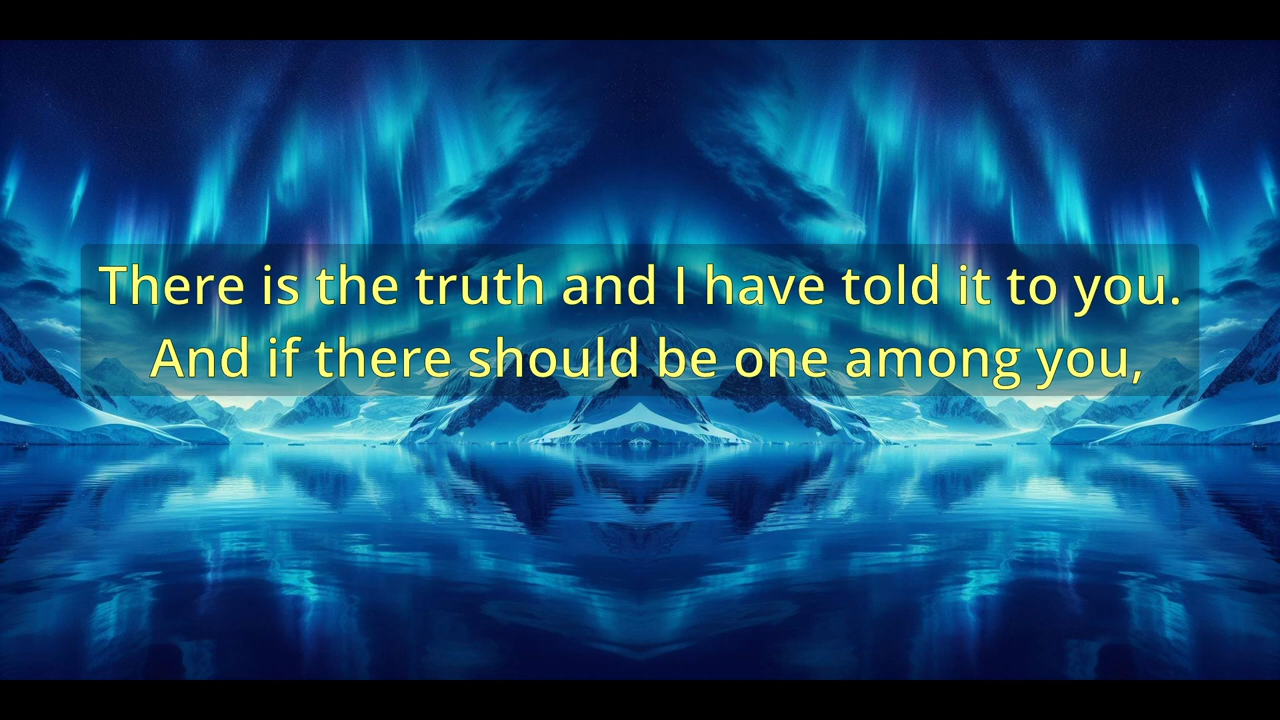 There is the truth and I have told it to you.
And if there should be one among you,